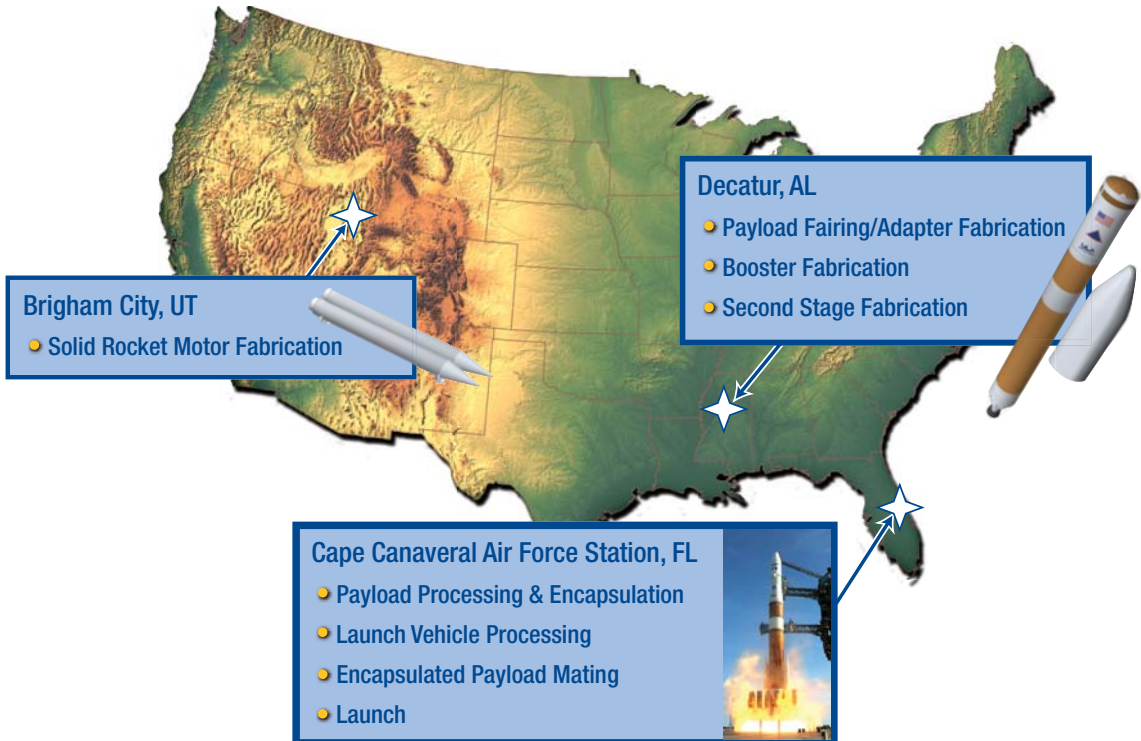 Decatur, AL
Payload Fairing/Adapter Fabrication
Booster Fabrication
Second Stage Fabrication
Brigham City, UT
Solid Rocket Motor Fabrication
Cape Canaveral Air Force Station, FL
Payload Processing & Encapsulation
Launch Vehicle Processing
Encapsulated Payload Mating
Launch